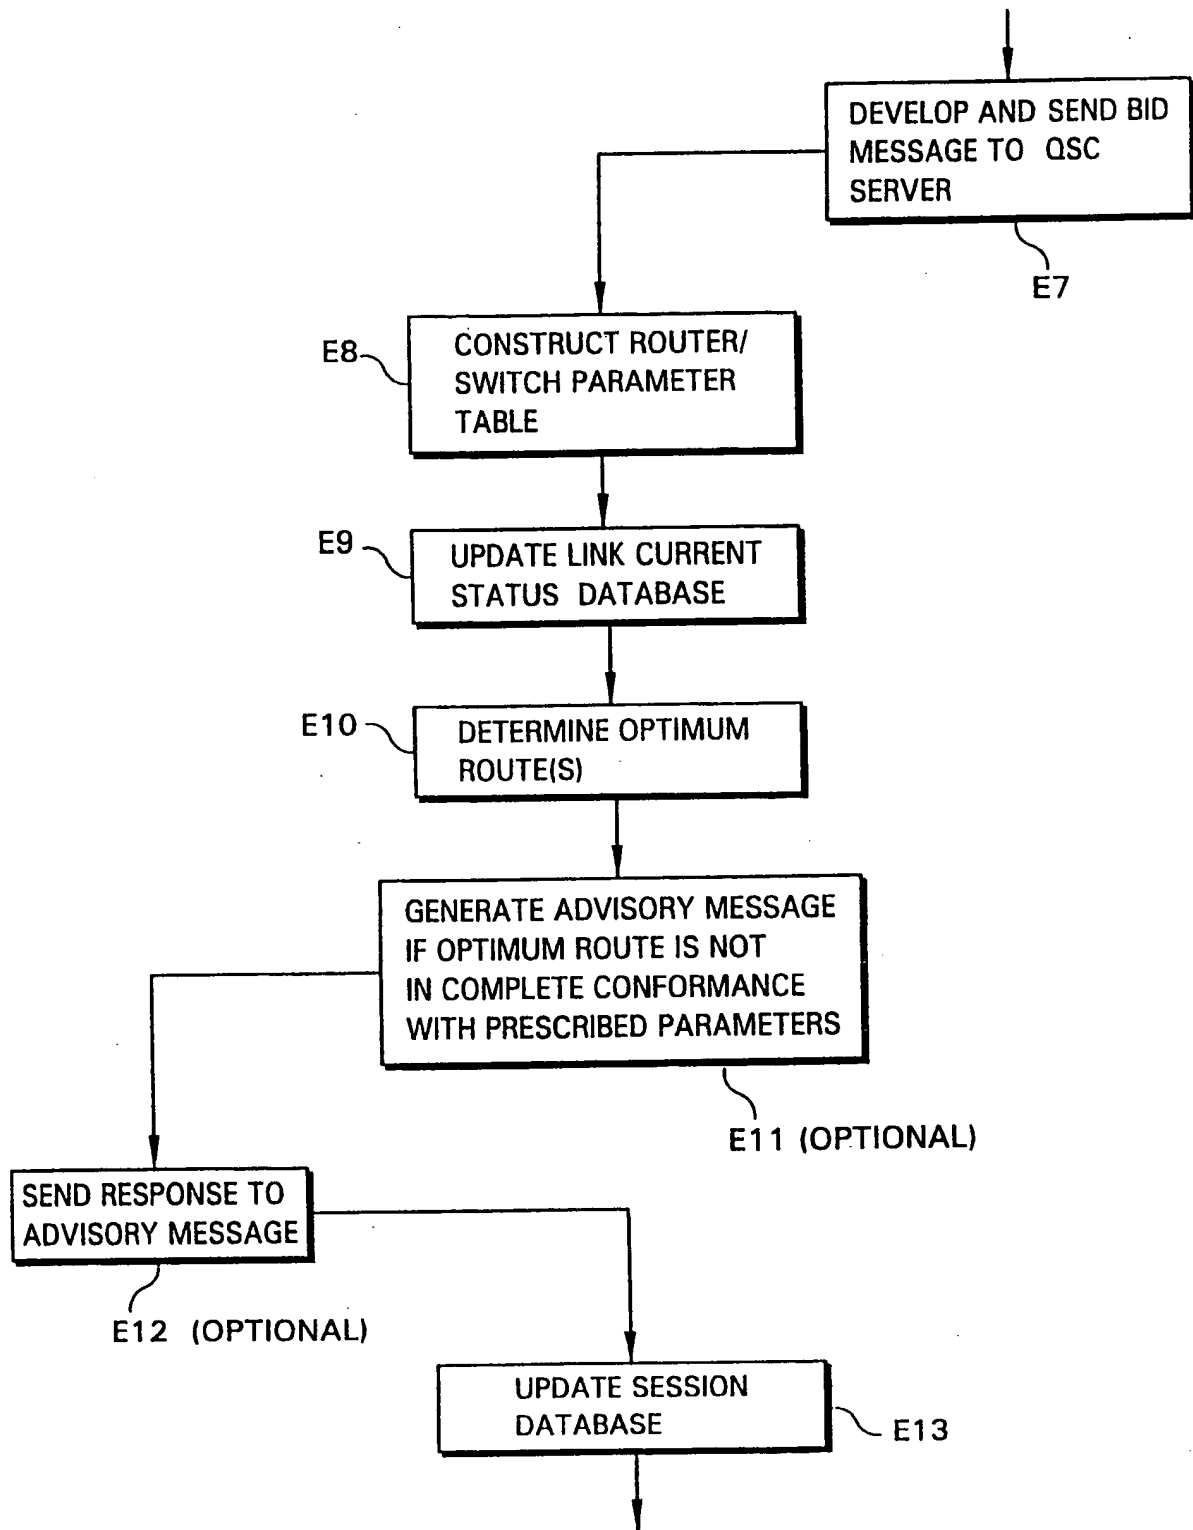 DEVELOP AND SEND BID
MESSAGE TO QSC
SERVER
E7
E8
CONSTRUCT ROUTER/
SWITCH PARAMETER
TABLE
E9
UPDATE LINK CURRENT
STATUS DATABASE
E10
DETERMINE OPTIMUM
ROUTE(S)
GENERATE ADVISORY MESSAGE
IF OPTIMUM ROUTE IS NOT
IN COMPLETE CONFORMANCE
WITH PRESCRIBED PARAMETERS
E11 (OPTIONAL)
SEND RESPONSE TO
ADVISORY MESSAGE
E12 (OPTIONAL)
UPDATE SESSION
DATABASE
E13